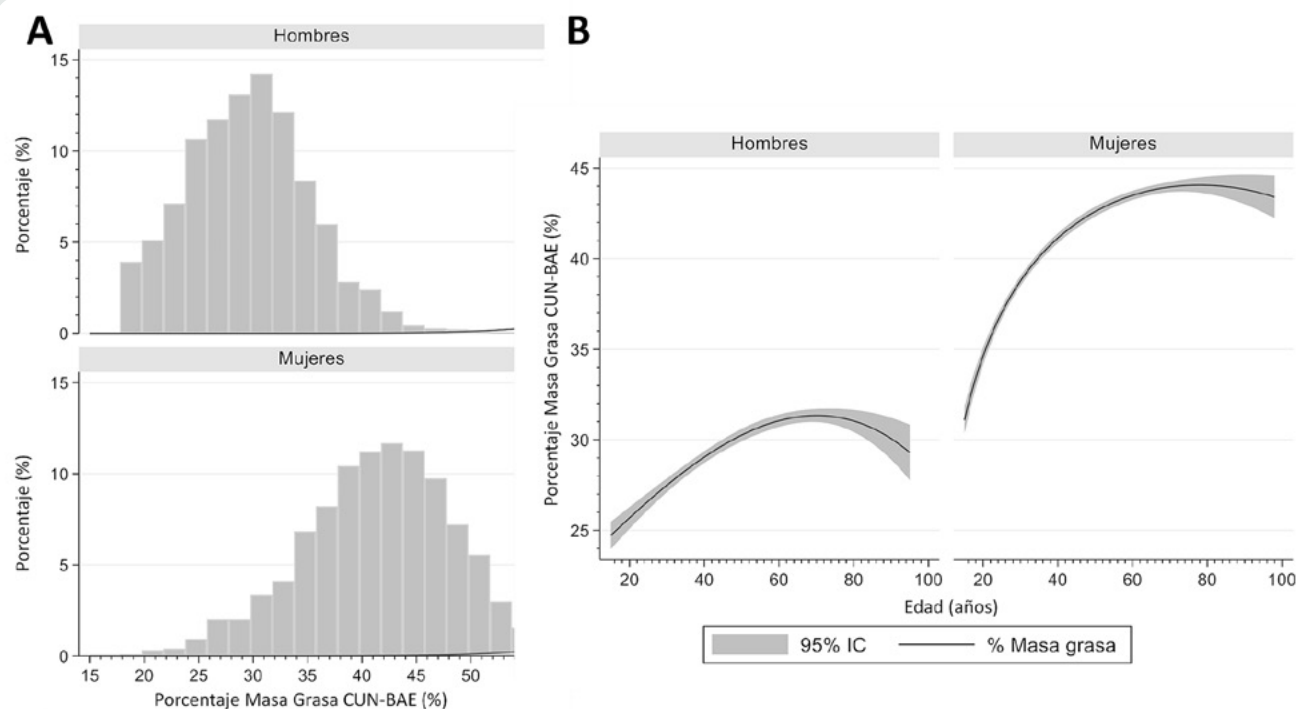 A
Hombres
15
10
5
0
Porcentaje (%)
Mujeres
15
10
5
0
Porcentaje (%)
15 20 25 30 35 40 45 50
Porcentaje Masa Grasa CUN-BAE (%)
B
Hombres
Mujeres
45
40
35
30
25
Porcentaje Masa Grasa CUN-BAE (%)
20 40 60 80 100
20 40 60 80 100
Edad (años)
95% IC
% Masa grasa